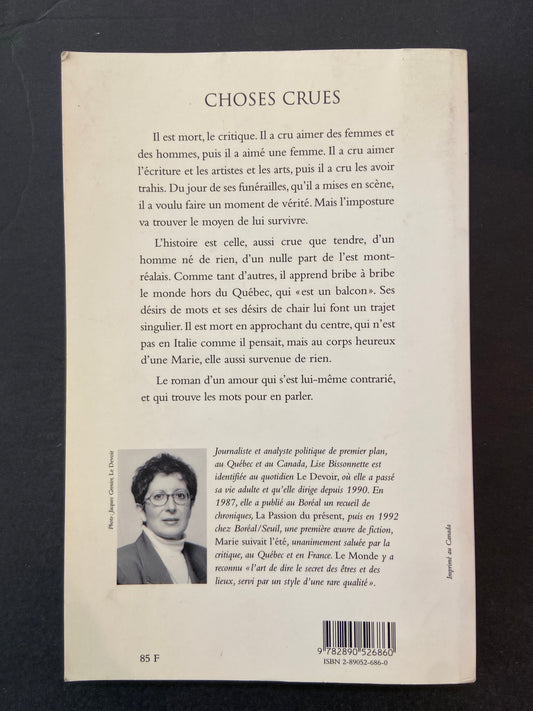 CHOSES CRUES
Il est mort, le critique. Il a cru aimer des femmes et
des hommes, puis il a aimé une femme. Il a cru aimer
l'écriture et les artistes et les arts, puis il a cru les avoir
trahis. Du jour de ses funérailles, qu'il a mises en scène,
il a voulu faire un moment de vérité. Mais l'imposture
va trouver le moyen de lui survivre.
L'histoire est celle, aussi crue que tendre, d'un
homme né de rien, d'un nulle part de l'est mont-
réalais. Comme tant d'autres, il apprend bribe à bribe
le monde hors du Québec, qui «est un balcon». Ses
désirs de mots et ses désirs de chair lui font un trajet
singulier. Il est mort en approchant du centre, qui n'est
pas en Italie comme il pensait, mais au corps heureux
d'une Marie, elle aussi survenue de rien.
Le roman d'un amour qui s'est lui-même contrarié,
et qui trouve les mots pour en parler.
Photo Jacques Grenier, Le Devoir
Journaliste et analyste politique de premier plan,
au Québec et au Canada, Lise Bissonnette est
identifiée au quotidien Le Devoir, où elle a passé
sa vie adulte et qu'elle dirige depuis 1990. En
1987, elle a publié au Boréal un recueil de
chroniques, La Passion du présent, puis en 1992
chez Boréal/Seuil, une première œuvre de fiction,
Marie suivait l'été, unanimement saluée par la
critique, au Québec et en France. Le Monde y a
reconnu «l'art de dire le secret des êtres et des
lieux, servi par un style d'une rare qualité».
Imprimé au Canada
85 F
9 782890 526860
ISBN 2-89052-686-0